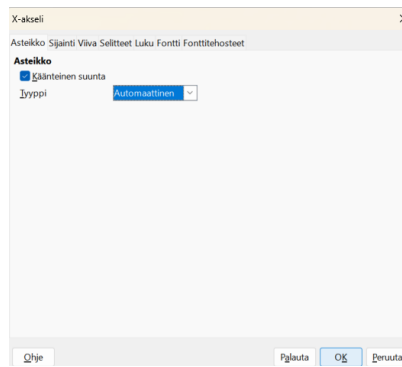 X-akseli
Asteikko Sijainti Viiva Selitteet Luku Fontti Fonttitehosteet
Asteikko
Käänteinen suunta
Tyyppi Automaattinen
Ohje Palauta OK Peruuta